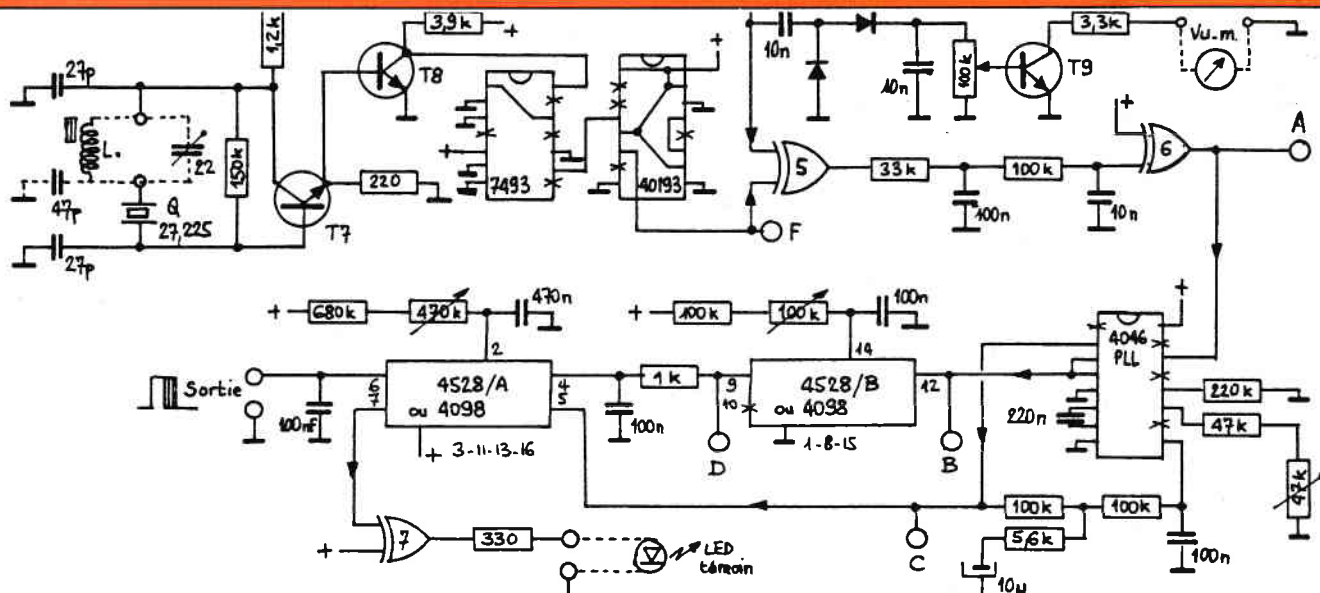 1,2k
3,9k
+
T8
+
10n
10n
100k
3,3k
T9
Vu-m.
27p
L.
22
150k
47p
Q
27,225
27p
220
T7
+
7493
40193
F
5
33k
100n
100k
10n
+
6
A
+
680k
470k
470n
2
+
100k
100k
100n
14
+
4046
PLL
220k
47k
47k
220n
Sortie
100nF
6
7
4528/A
ou
4098
4
5
1k
100n
+ 3-11-13-16
D
9
10
4528/B
ou
4098
12
1-8-15
B
7
+
330
LED
témoin
C
100k
100k
5,6k
10µ
100n